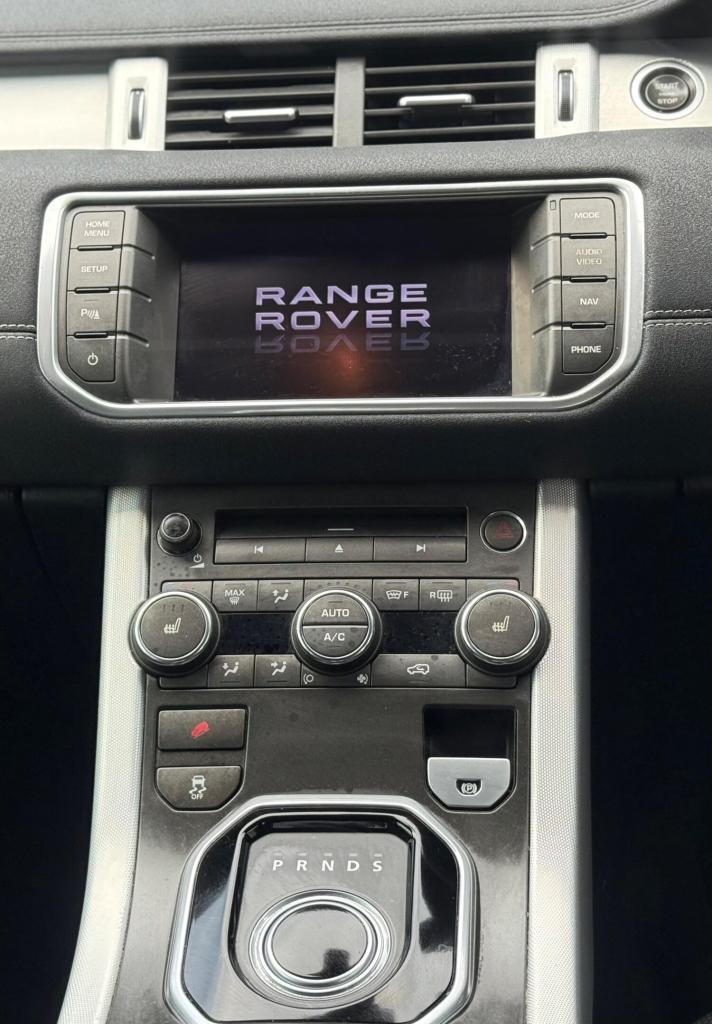 START
STOP
HOME
MENU
SETUP
P
MODE
AUDIO
VIDEO
NAV
PHONE
RANGE
ROVER
MAX
F
R
AUTO
A/C
OFF
(P)
P R N D S